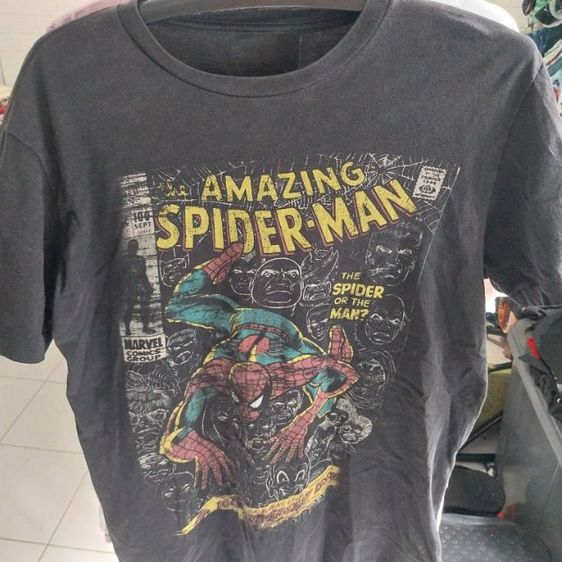 the AMAZING
SPIDER-MAN
100
SEPT
THE
SPIDER
OR THE
MAN?
MARVEL
COMICS
GROUP